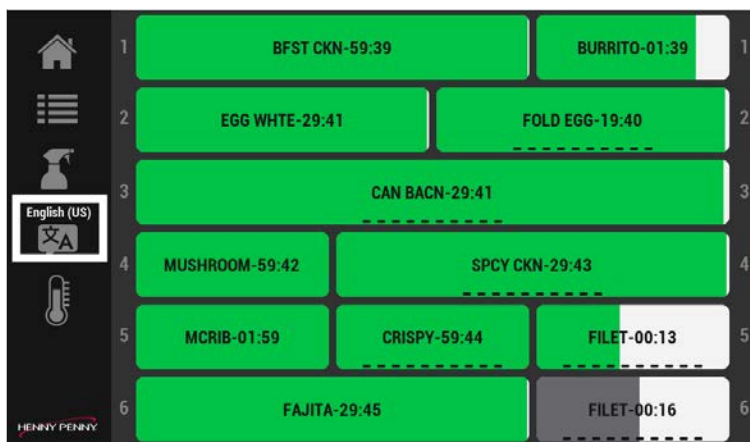 1 BFST CKN-59:39 BURRITO-01:39 1
2 EGG WHTE-29:41 FOLD EGG-19:40 2
3 CAN BACN-29:41 3
English (US)
文A
4 MUSHROOM-59:42 SPCY CKN-29:43 4
5 MCRIB-01:59 CRISPY-59:44 FILET-00:13 5
6 FAJITA-29:45 FILET-00:16 6
HENNY PENNY